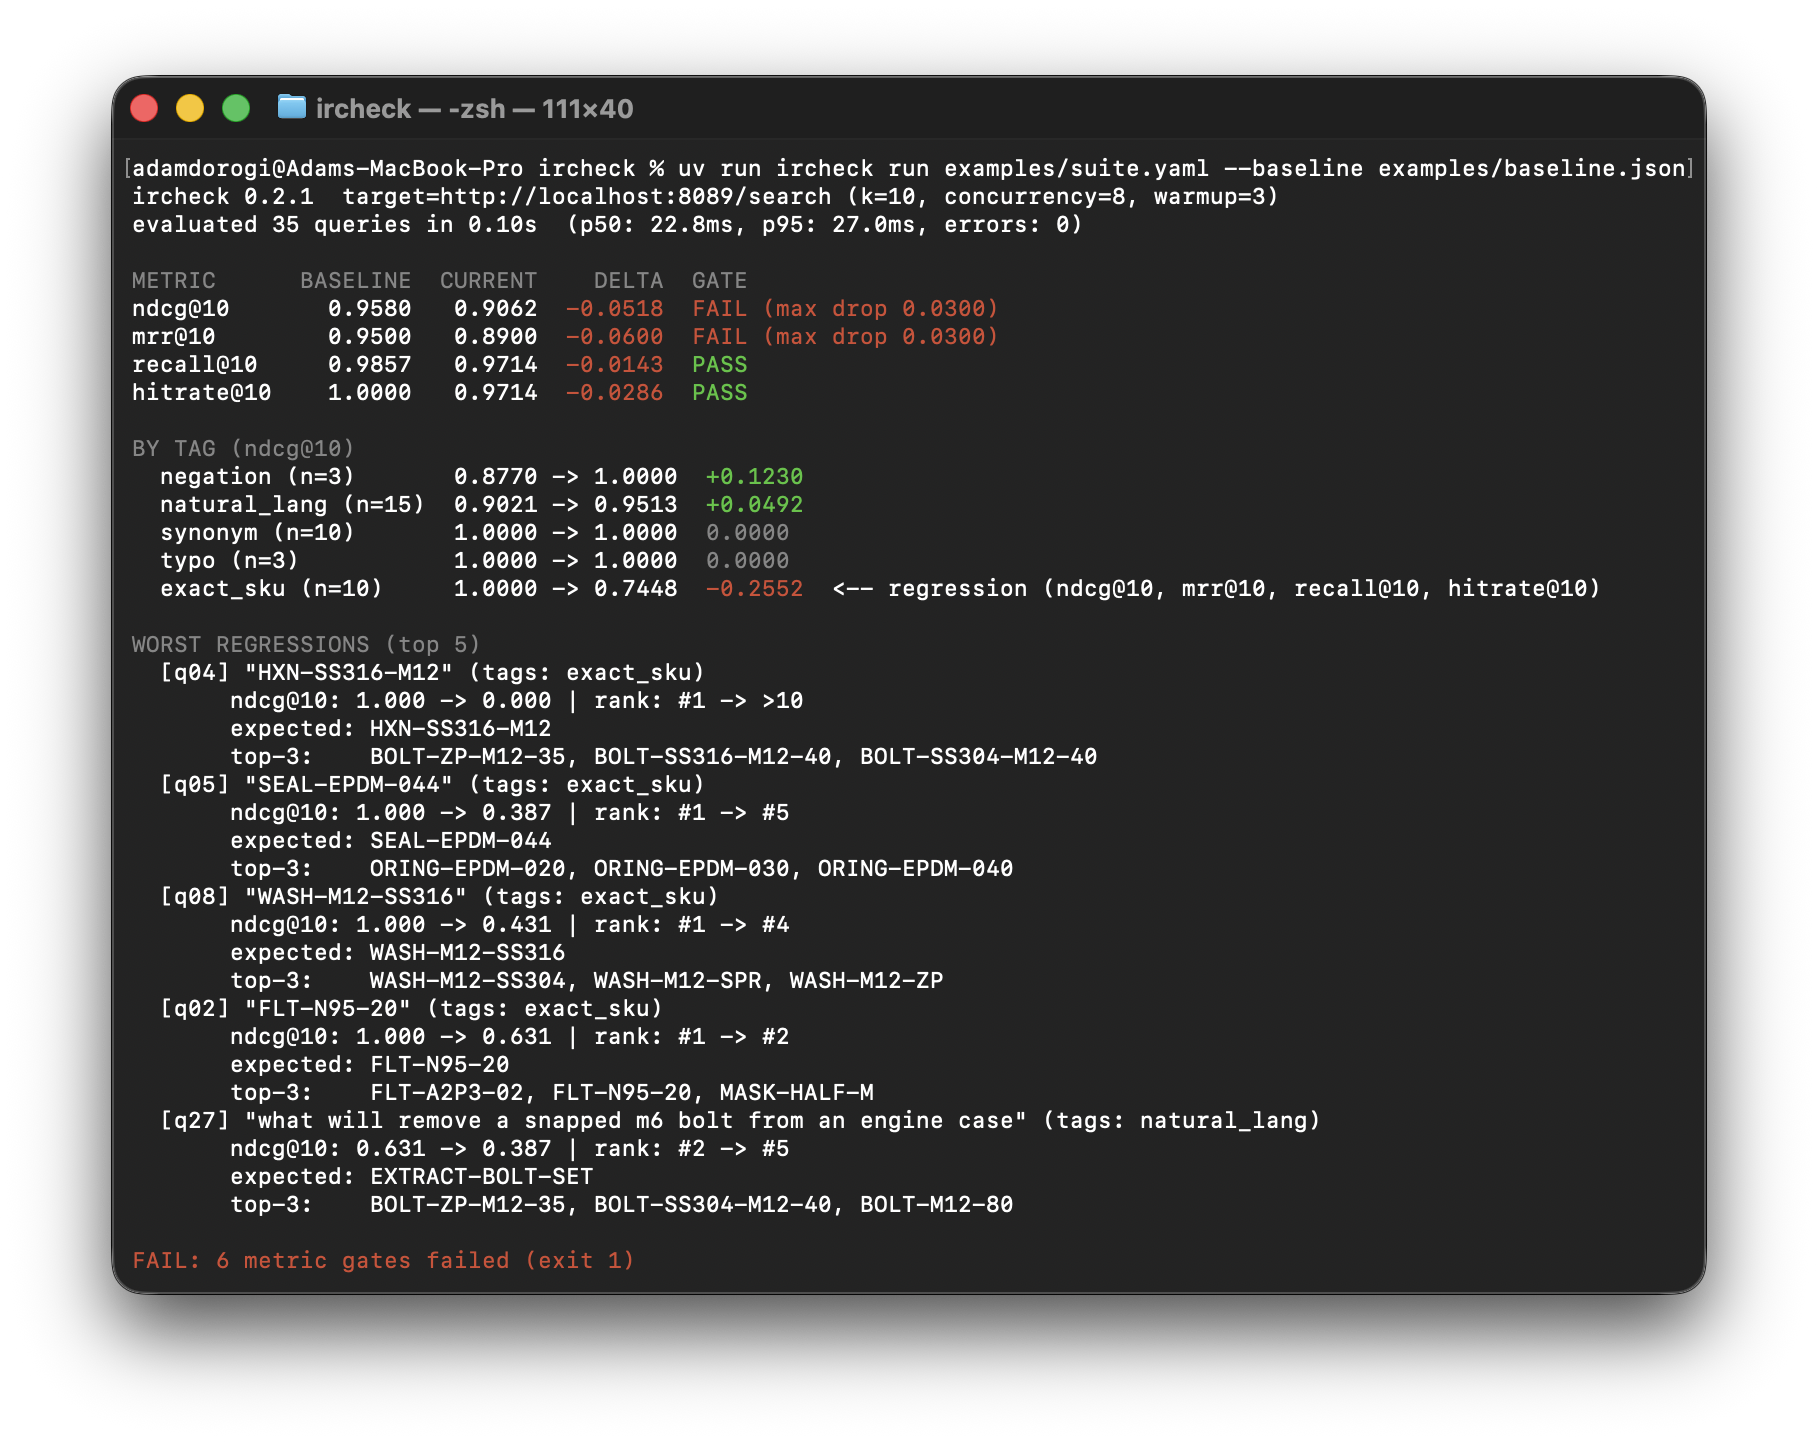 ircheck — -zsh — 111×40
[adamdorogi@Adams-MacBook-Pro ircheck % uv run ircheck run examples/suite.yaml --baseline examples/baseline.json]
ircheck 0.2.1  target=http://localhost:8089/search (k=10, concurrency=8, warmup=3)
evaluated 35 queries in 0.10s  (p50: 22.8ms, p95: 27.0ms, errors: 0)
METRIC      BASELINE  CURRENT    DELTA  GATE
ndcg@10       0.9580   0.9062  -0.0518  FAIL (max drop 0.0300)
mrr@10        0.9500   0.8900  -0.0600  FAIL (max drop 0.0300)
recall@10     0.9857   0.9714  -0.0143  PASS
hitrate@10    1.0000   0.9714  -0.0286  PASS
BY TAG (ndcg@10)
  negation (n=3)       0.8770 -> 1.0000  +0.1230
  natural_lang (n=15)  0.9021 -> 0.9513  +0.0492
  synonym (n=10)       1.0000 -> 1.0000  0.0000
  typo (n=3)           1.0000 -> 1.0000  0.0000
  exact_sku (n=10)     1.0000 -> 0.7448  -0.2552  <-- regression (ndcg@10, mrr@10, recall@10, hitrate@10)
WORST REGRESSIONS (top 5)
  [q04] "HXN-SS316-M12" (tags: exact_sku)
       ndcg@10: 1.000 -> 0.000 | rank: #1 -> >10
       expected: HXN-SS316-M12
       top-3:    BOLT-ZP-M12-35, BOLT-SS316-M12-40, BOLT-SS304-M12-40
  [q05] "SEAL-EPDM-044" (tags: exact_sku)
       ndcg@10: 1.000 -> 0.387 | rank: #1 -> #5
       expected: SEAL-EPDM-044
       top-3:    ORING-EPDM-020, ORING-EPDM-030, ORING-EPDM-040
  [q08] "WASH-M12-SS316" (tags: exact_sku)
       ndcg@10: 1.000 -> 0.431 | rank: #1 -> #4
       expected: WASH-M12-SS316
       top-3:    WASH-M12-SS304, WASH-M12-SPR, WASH-M12-ZP
  [q02] "FLT-N95-20" (tags: exact_sku)
       ndcg@10: 1.000 -> 0.631 | rank: #1 -> #2
       expected: FLT-N95-20
       top-3:    FLT-A2P3-02, FLT-N95-20, MASK-HALF-M
  [q27] "what will remove a snapped m6 bolt from an engine case" (tags: natural_lang)
       ndcg@10: 0.631 -> 0.387 | rank: #2 -> #5
       expected: EXTRACT-BOLT-SET
       top-3:    BOLT-ZP-M12-35, BOLT-SS304-M12-40, BOLT-M12-80
FAIL: 6 metric gates failed (exit 1)